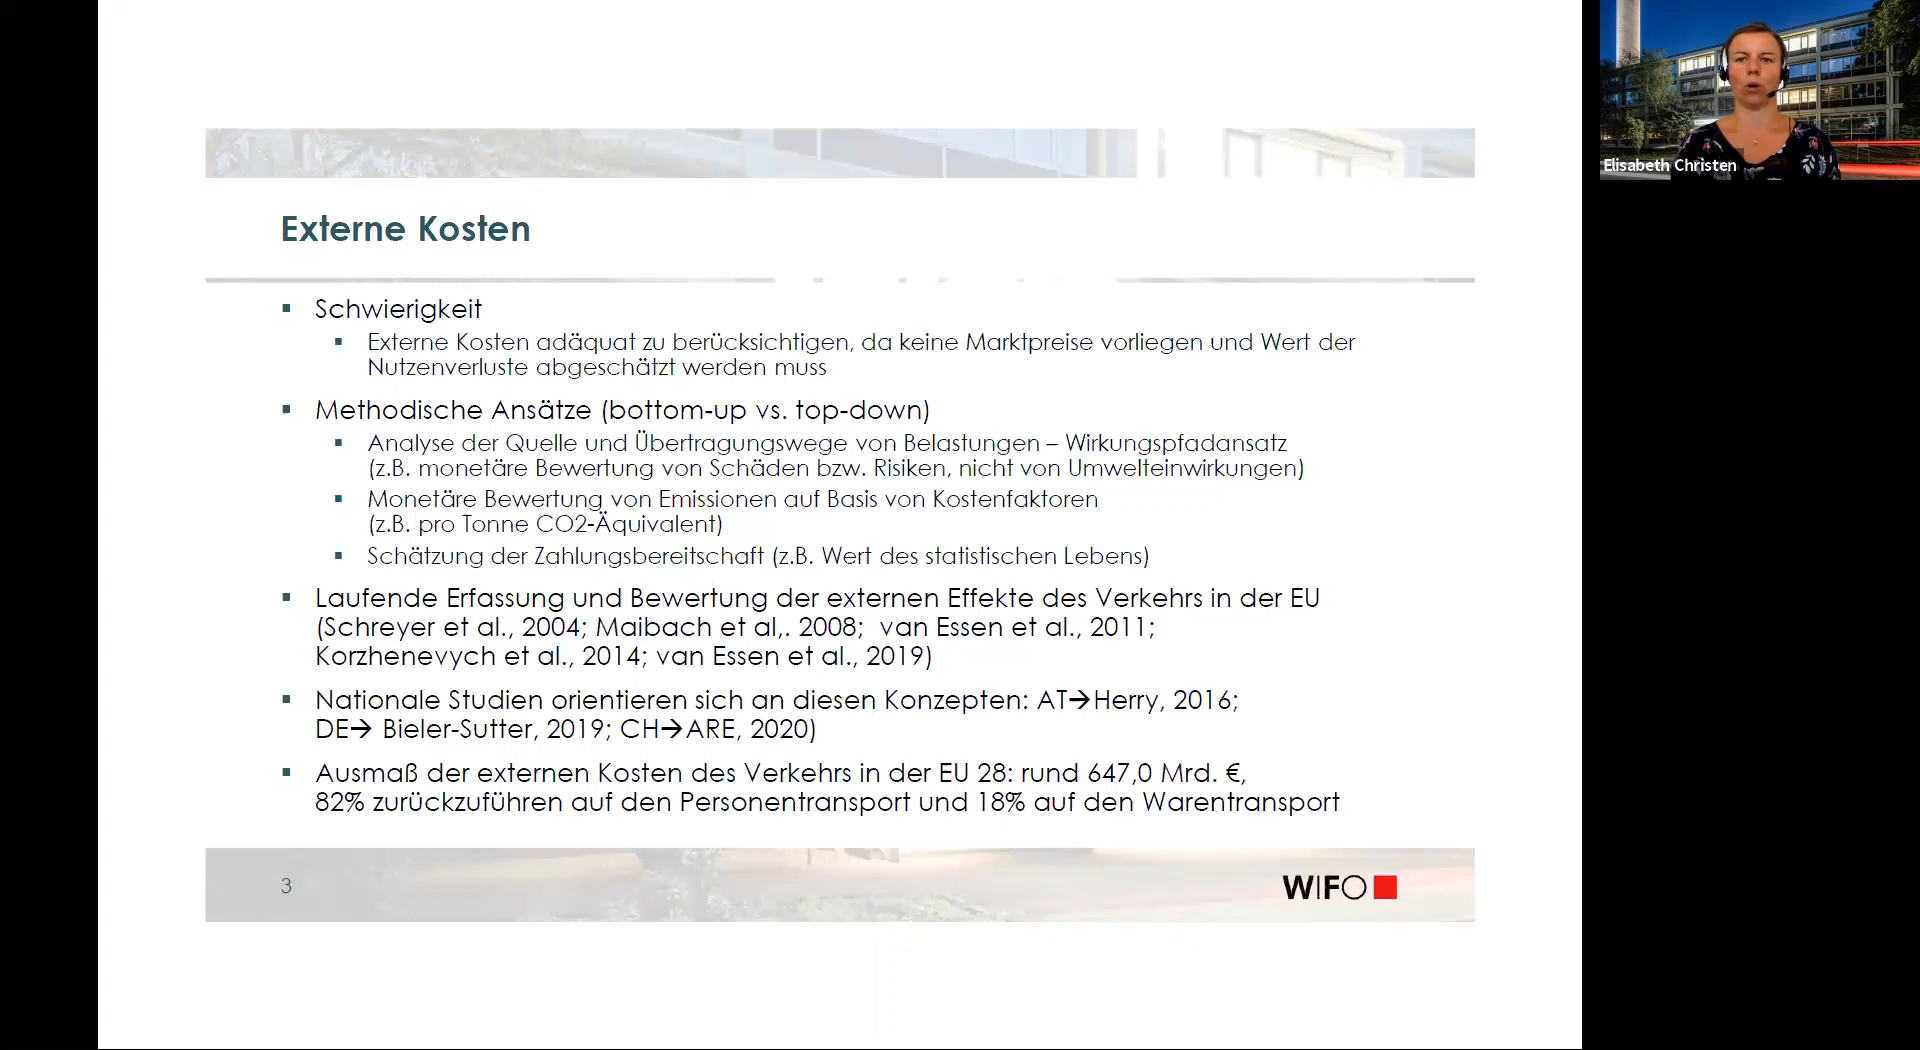 Externe Kosten
Schwierigkeit
Externe Kosten adäquat zu berücksichtigen, da keine Marktpreise vorliegen und Wert der
Nutzenverluste abgeschätzt werden muss
Methodische Ansätze (bottom-up vs. top-down)
Analyse der Quelle und Übertragungswege von Belastungen – Wirkungspfadansatz
(z.B. monetäre Bewertung von Schäden bzw. Risiken, nicht von Umwelteinwirkungen)
Monetäre Bewertung von Emissionen auf Basis von Kostenfaktoren
(z.B. pro Tonne CO2-Äquivalent)
Schätzung der Zahlungsbereitschaft (z.B. Wert des statistischen Lebens)
Laufende Erfassung und Bewertung der externen Effekte des Verkehrs in der EU
(Schreyer et al., 2004; Maibach et al,. 2008;  van Essen et al., 2011;
Korzhenevych et al., 2014; van Essen et al., 2019)
Nationale Studien orientieren sich an diesen Konzepten: AT→Herry, 2016;
DE→ Bieler-Sutter, 2019; CH→ARE, 2020)
Ausmaß der externen Kosten des Verkehrs in der EU 28: rund 647,0 Mrd. €,
82% zurückzuführen auf den Personentransport und 18% auf den Warentransport
3
WIFO
Elisabeth Christen